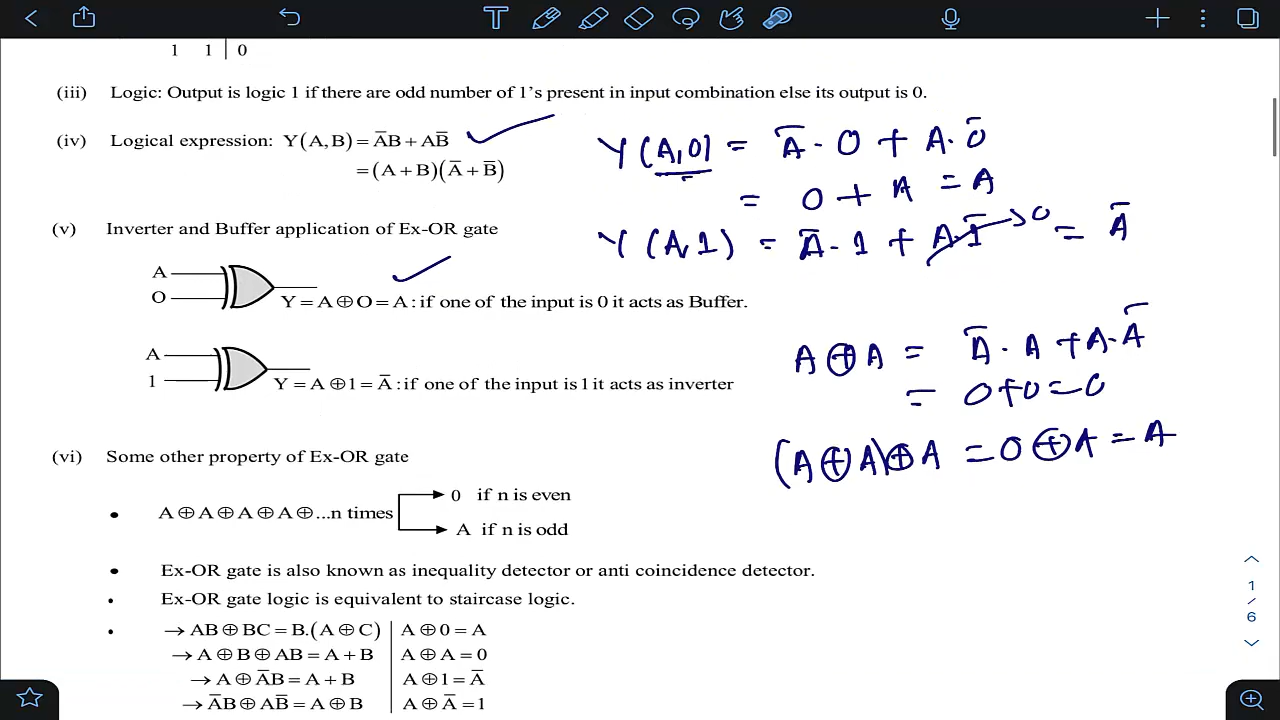 1 1 | 0
(iii) Logic: Output is logic 1 if there are odd number of 1's present in input combination else its output is 0.
(iv) Logical expression: Y(A,B) = A̅B + AB̅
= (A + B)(A̅ + B̅)
Y(A,0) = A̅ · 0 + A · 0̅
= 0 + A = A
Y(A,1) = A̅ · 1 + A · 1̅ → 0 = A̅
(v) Inverter and Buffer application of Ex-OR gate
A
O
Y = A ⊕ O = A : if one of the input is 0 it acts as Buffer.
A
1
Y = A ⊕ 1 = A̅ : if one of the input is 1 it acts as inverter
A ⊕ A = A̅ · A + A · A̅
= 0 + 0 = 0
(A ⊕ A) ⊕ A = 0 ⊕ A = A
(vi) Some other property of Ex-OR gate
• A ⊕ A ⊕ A ⊕ A ⊕ ...n times
0 if n is even
A if n is odd
• Ex-OR gate is also known as inequality detector or anti coincidence detector.
• Ex-OR gate logic is equivalent to staircase logic.
• → AB ⊕ BC = B.(A ⊕ C) | A ⊕ 0 = A
→ A ⊕ B ⊕ AB = A + B | A ⊕ A = 0
→ A ⊕ A̅B = A + B | A ⊕ 1 = A̅
→ A̅B ⊕ AB̅ = A ⊕ B | A ⊕ A̅ = 1
1
/
6